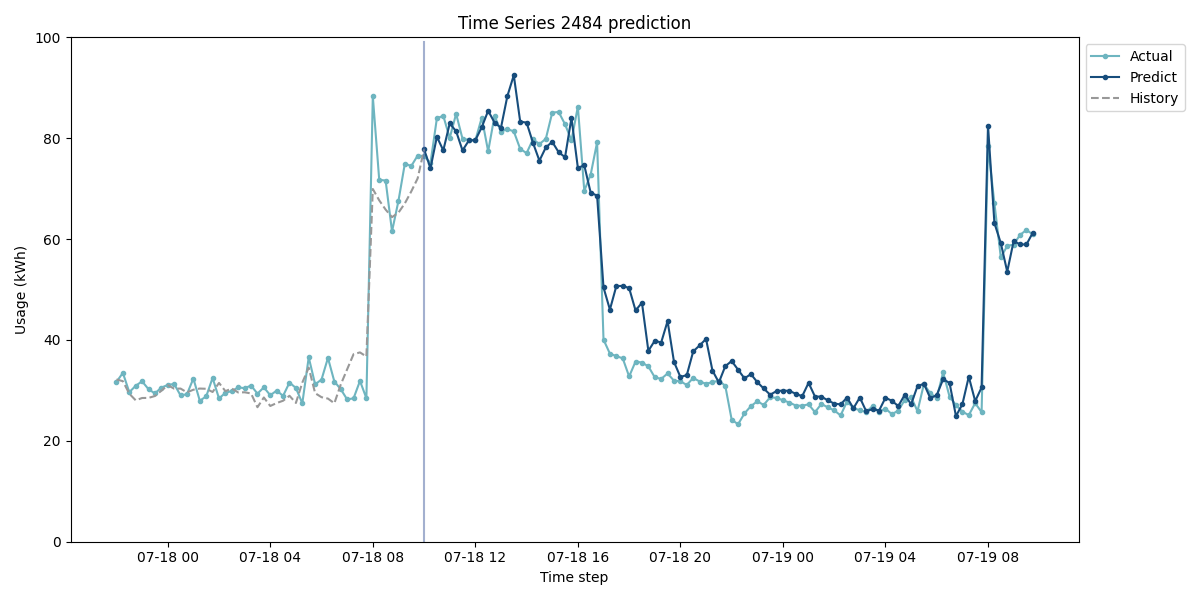 Time Series 2484 prediction
Actual
Predict
History
100
80
60
40
20
0
Usage (kWh)
07-18 00
07-18 04
07-18 08
07-18 12
07-18 16
07-18 20
07-19 00
07-19 04
07-19 08
Time step